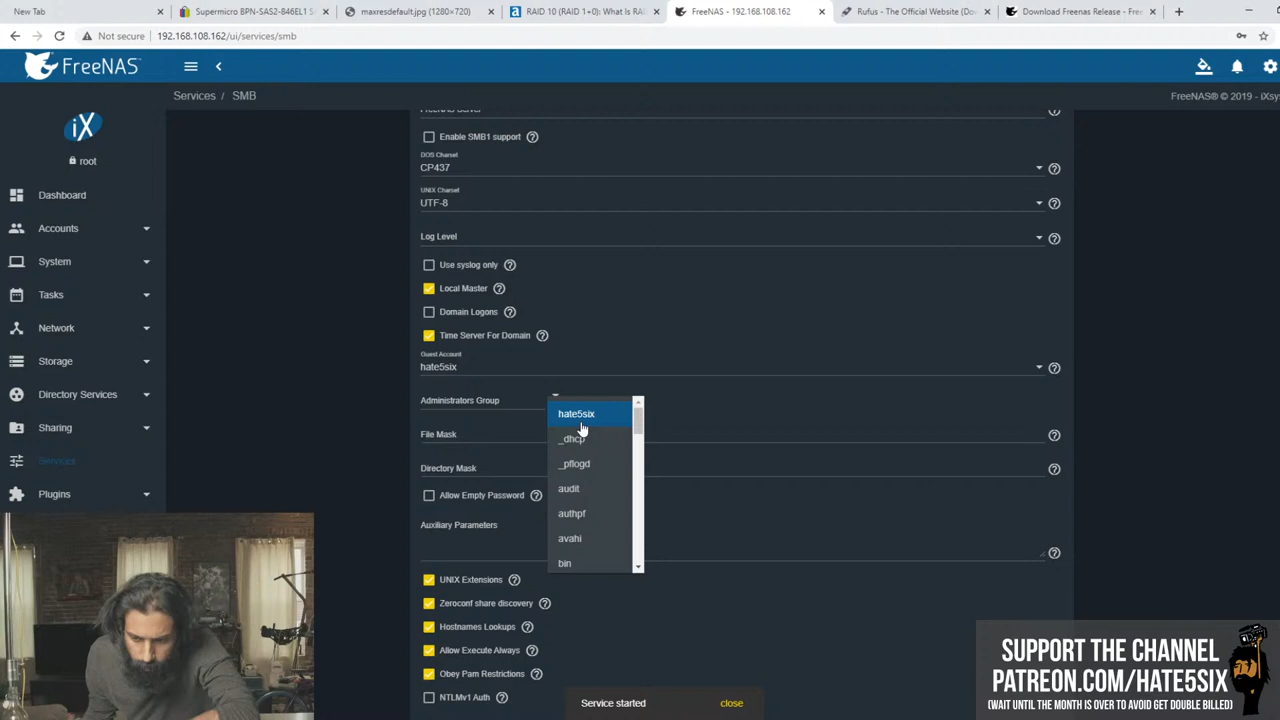 New Tab
Supermicro BPN-SAS2-846EL1 * S
maxresdefault.jpg (1280×720)
RAID 10 (RAID 1+0): What Is RAI
FreeNAS - 192.168.108.162
Rufus - The Official Website (Do
Download Freenas Release - Free
Not secure
192.168.108.162/ui/services/smb
FreeNAS
Services / SMB
FreeNAS® © 2019 - iXsys
iX
root
Dashboard
Accounts
System
Tasks
Network
Storage
Directory Services
Sharing
Services
Plugins
FreeNAS Server
Enable SMB1 support
DOS Charset
CP437
UNIX Charset
UTF-8
Log Level
Use syslog only
Local Master
Domain Logons
Time Server For Domain
Guest Account
hate5six
Administrators Group
hate5six
_dhcp
_pflogd
audit
authpf
avahi
bin
File Mask
Directory Mask
Allow Empty Password
Auxiliary Parameters
UNIX Extensions
Zeroconf share discovery
Hostnames Lookups
Allow Execute Always
Obey Pam Restrictions
NTLMv1 Auth
Service started
close
SUPPORT THE CHANNEL
PATREON.COM/HATE5SIX
(WAIT UNTIL THE MONTH IS OVER TO AVOID GET DOUBLE BILLED)